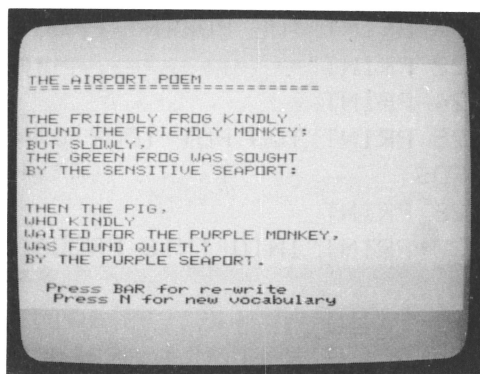 THE AIRPORT POEM
============================
THE FRIENDLY FROG KINDLY
FOUND THE FRIENDLY MONKEY;
BUT SLOWLY,
THE GREEN FROG WAS SOUGHT
BY THE SENSITIVE SEAPORT:
THEN THE PIG,
WHO KINDLY
WAITED FOR THE PURPLE MONKEY,
WAS FOUND QUIETLY
BY THE PURPLE SEAPORT.
Press BAR for re-write
Press N for new vocabulary